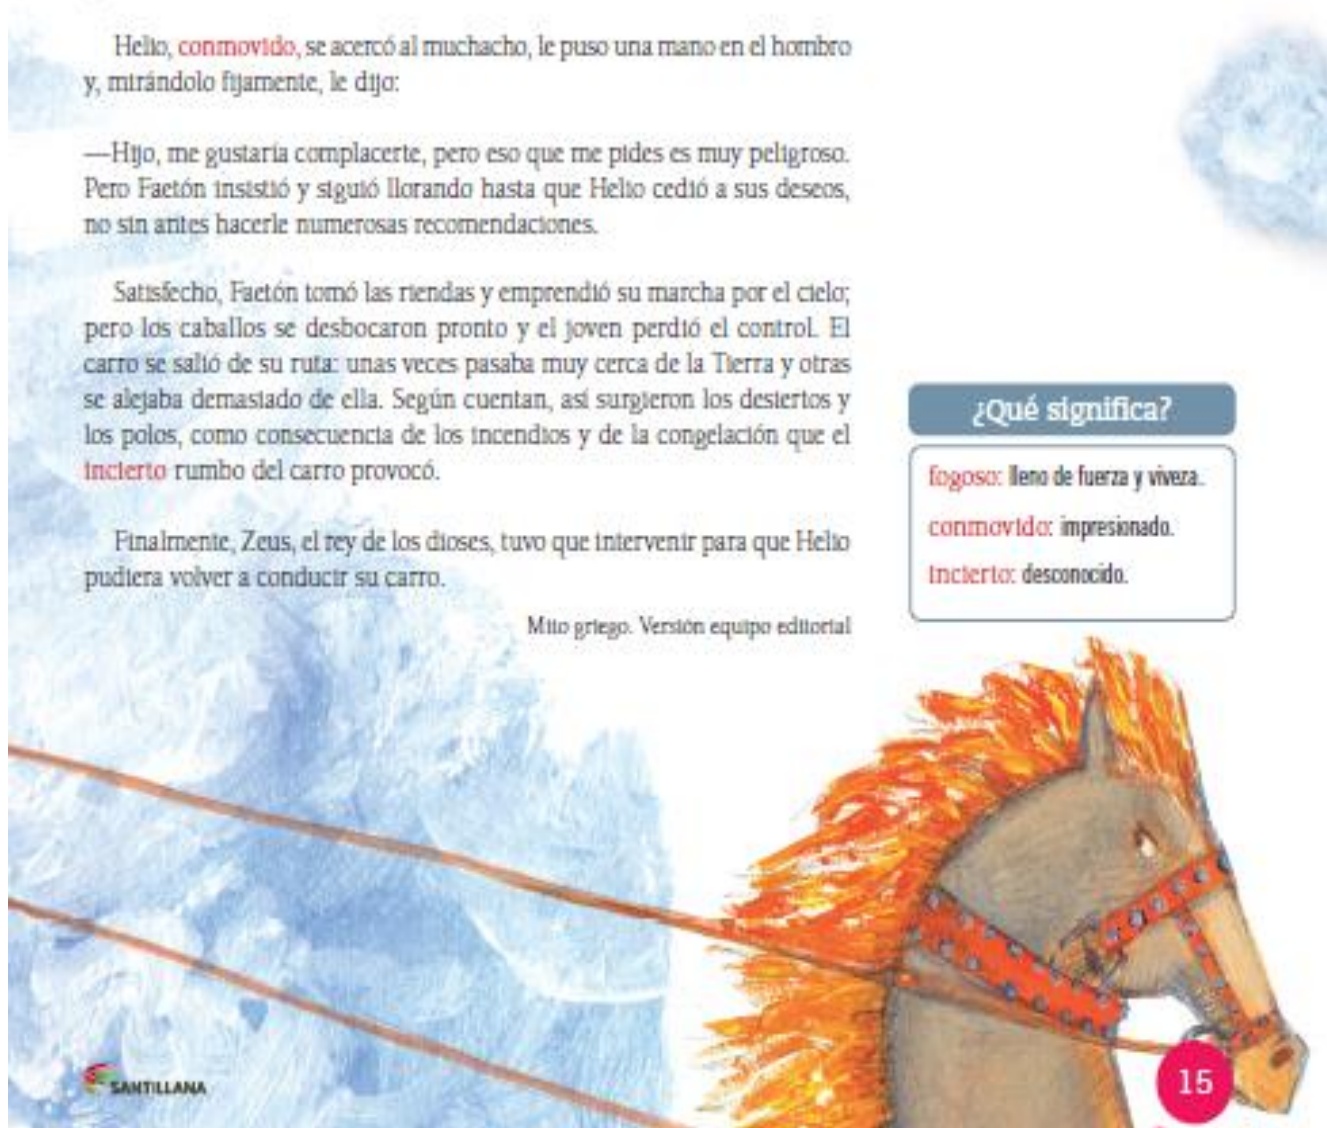 Helio, conmovido, se acercó al muchacho, le puso una mano en el hombro
y, mirándolo fijamente, le dijo:
—Hijo, me gustaría complacerte, pero eso que me pides es muy peligroso.
Pero Faetón insistió y siguió llorando hasta que Helio cedió a sus deseos,
no sin antes hacerle numerosas recomendaciones.
Satisfecho, Faetón tomó las riendas y emprendió su marcha por el cielo;
pero los caballos se desbocaron pronto y el joven perdió el control. El
carro se salió de su ruta: unas veces pasaba muy cerca de la Tierra y otras
se alejaba demasiado de ella. Según cuentan, así surgieron los desiertos y
los polos, como consecuencia de los incendios y de la congelación que el
incierto rumbo del carro provocó.
Finalmente, Zeus, el rey de los dioses, tuvo que intervenir para que Helio
pudiera volver a conducir su carro.
Mito griego. Versión equipo editorial
¿Qué significa?
fogoso: lleno de fuerza y viveza.
conmovido: impresionado.
incierto: desconocido.
SANTILLANA
15